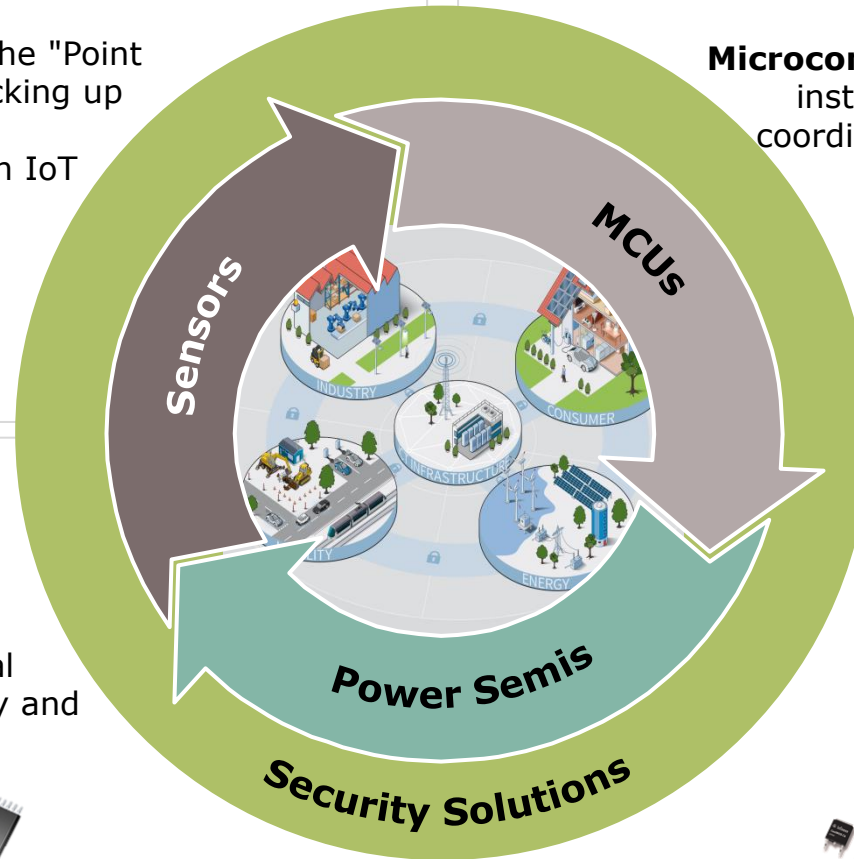 he "Point
cking up
n IoT
Microcon
inst
coordi
MCUs
Sensors
INDUSTRY
CONSUMER
INFRASTRUCTURE
LITY
ENERGY
l
y and
Power Semis
Security Solutions